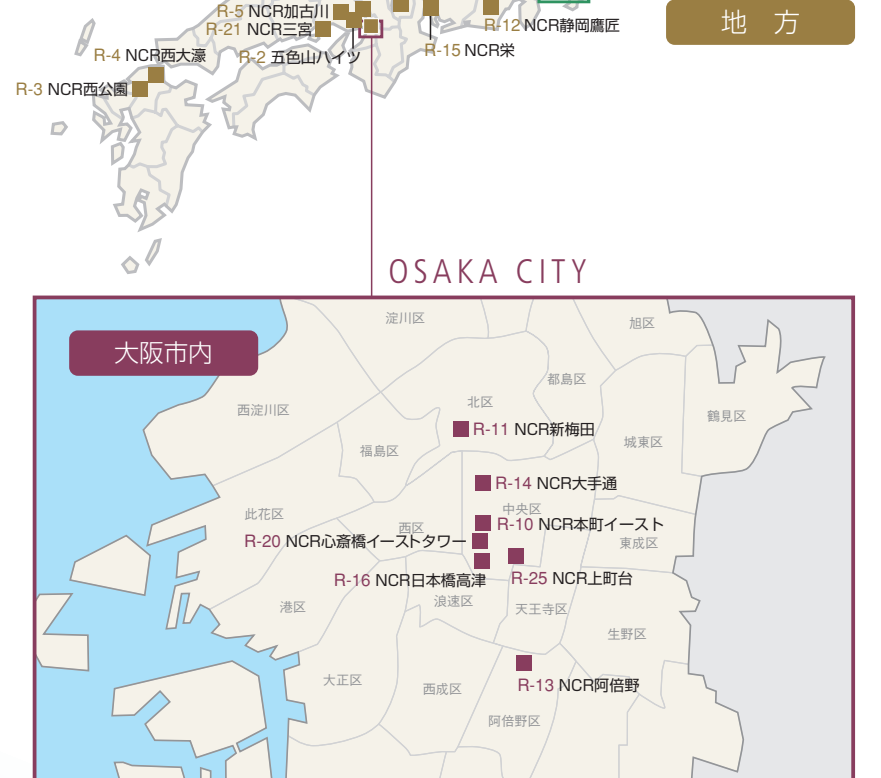 R-5 NCR加古川
R-21 NCR三宮
R-12 NCR静岡鷹匠
地 方
R-4 NCR西大濠
R-2 五色山ハイツ
R-15 NCR栄
R-3 NCR西公園
OSAKA CITY
大阪市内
淀川区
旭区
都島区
西淀川区
北区
鶴見区
R-11 NCR新梅田
福島区
城東区
R-14 NCR大手通
此花区
中央区
西区
R-10 NCR本町イースト
R-20 NCR心斎橋イーストタワー
東成区
R-16 NCR日本橋高津
R-25 NCR上町台
港区
浪速区
天王寺区
生野区
大正区
西成区
R-13 NCR阿倍野
阿倍野区